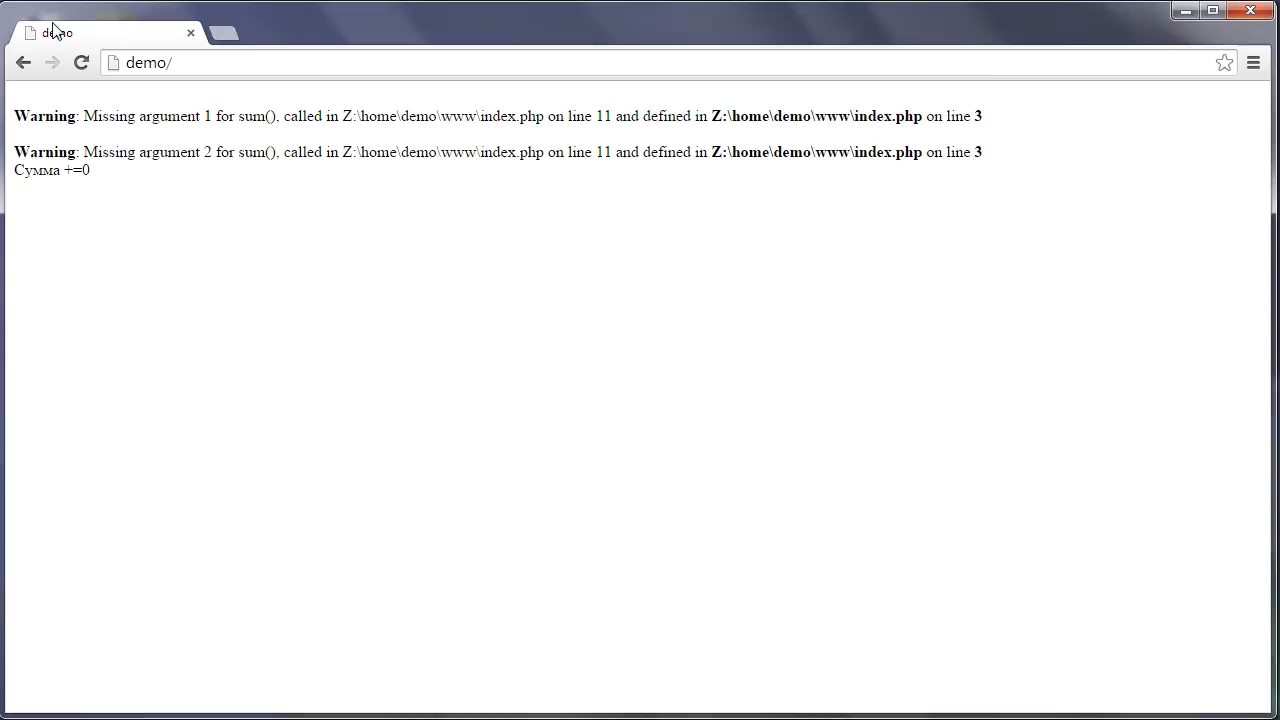 demo
demo/
Warning: Missing argument 1 for sum(), called in Z:\home\demo\www\index.php on line 11 and defined in Z:\home\demo\www\index.php on line 3
Warning: Missing argument 2 for sum(), called in Z:\home\demo\www\index.php on line 11 and defined in Z:\home\demo\www\index.php on line 3
Сумма +=0